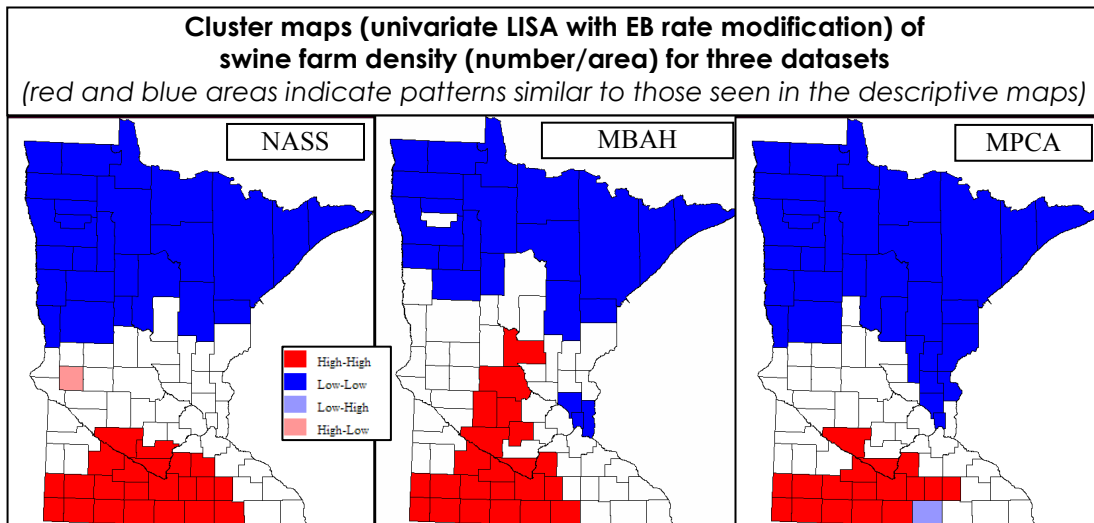 Cluster maps (univariate LISA with EB rate modification) of
swine farm density (number/area) for three datasets
(red and blue areas indicate patterns similar to those seen in the descriptive maps)
NASS
MBAH
MPCA
High-High
Low-Low
Low-High
High-Low